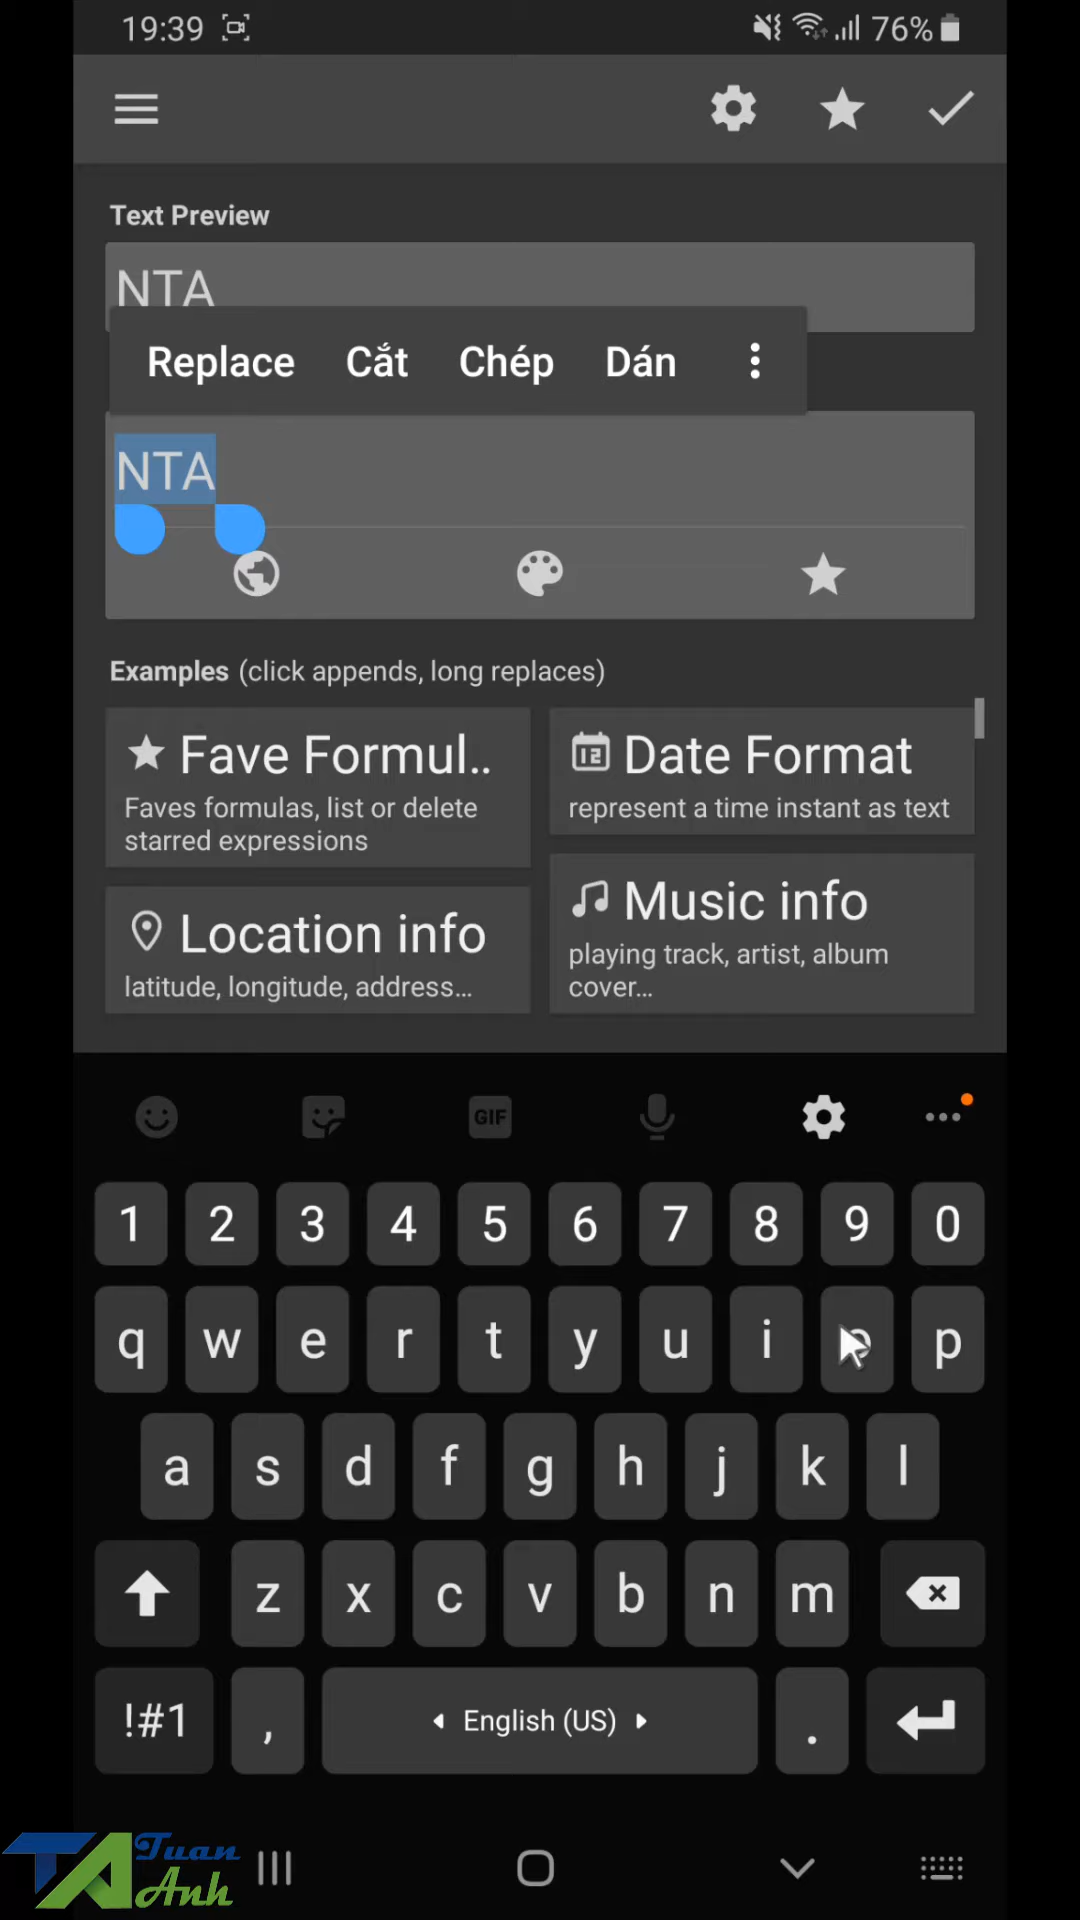 19:39 76%
Text Preview
NTA
Replace Cắt Chép Dán
NTA
Examples (click appends, long replaces)
Fave Formul..
Faves formulas, list or delete
starred expressions
Date Format
represent a time instant as text
Location info
latitude, longitude, address...
Music info
playing track, artist, album
cover...
GIF
1 2 3 4 5 6 7 8 9 0
q w e r t y u i o p
a s d f g h j k l
z x c v b n m
!#1 , English (US) .
TA Tuan
Anh